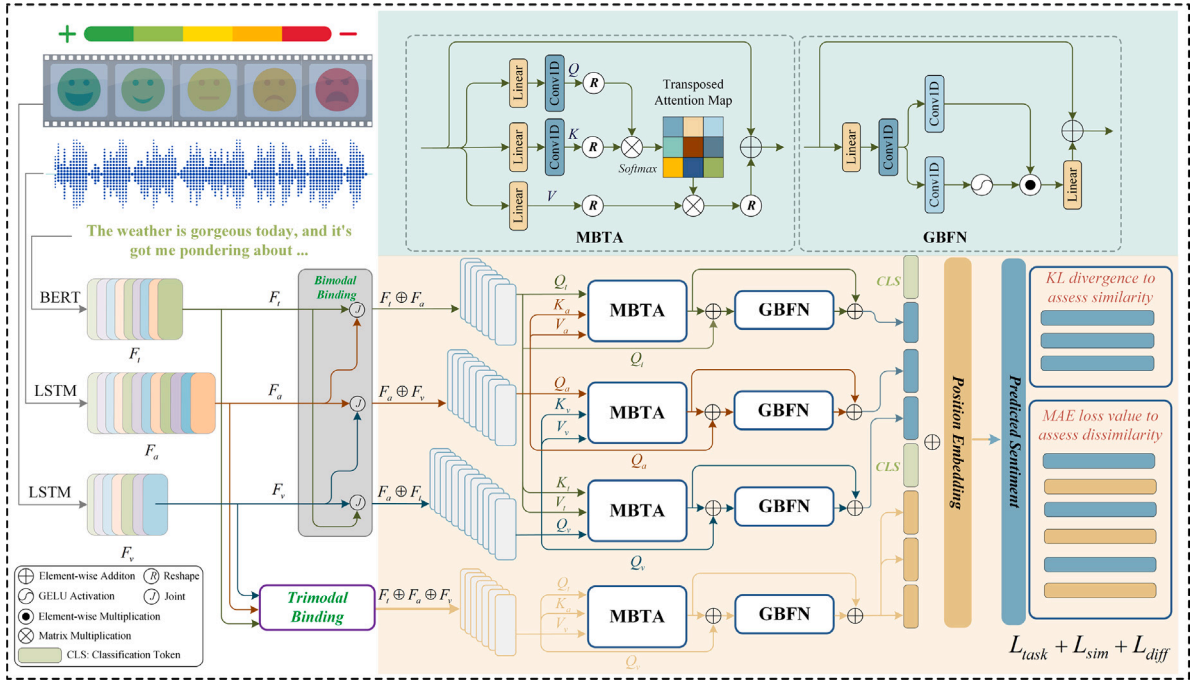 +
−
The weather is gorgeous today, and it's
got me pondering about ...
BERT
F_t
LSTM
F_a
LSTM
F_v
F_t
F_a
F_v
Bimodal
Binding
J
J
J
Trimodal
Binding
F_t ⊕ F_a
F_a ⊕ F_v
F_a ⊕ F_t
F_t ⊕ F_a ⊕ F_v
Element-wise Additon
R Reshape
GELU Activation
J Joint
Element-wise Multiplication
Matrix Multiplication
CLS: Classification Token
Linear
Conv1D
Q
R
Linear
Conv1D
K
R
Linear
V
R
Softmax
Transposed
Attention Map
R
MBTA
Linear
Conv1D
Conv1D
Conv1D
Linear
GBFN
Q_t
K_a
V_a
MBTA
GBFN
Q_t
Q_a
K_v
V_v
MBTA
GBFN
Q_a
K_t
V_t
Q_v
MBTA
GBFN
Q_v
Q_t
K_a
V_v
MBTA
GBFN
Q_v
CLS
CLS
Position Embedding
Predicted Sentiment
KL divergence to
assess similarity
MAE loss value to
assess dissimilarity
L_task + L_sim + L_diff